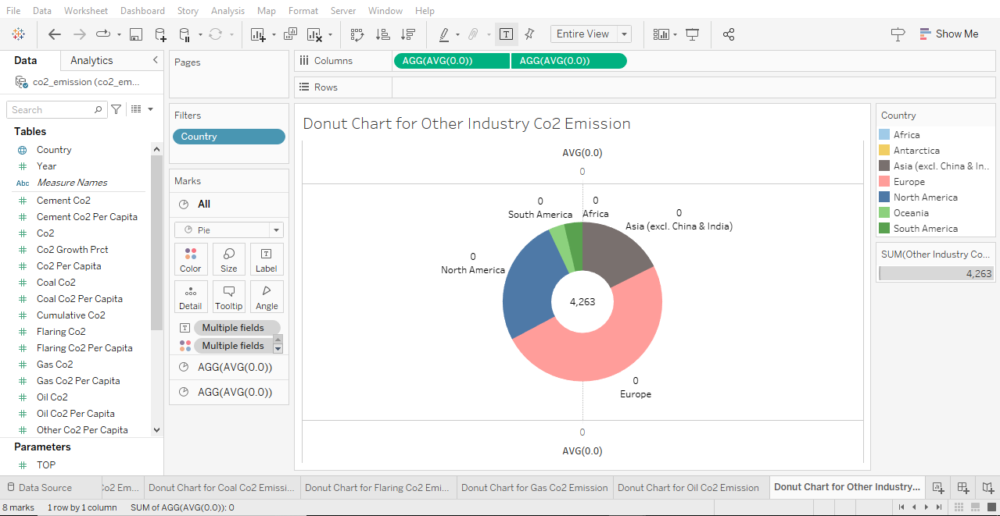 File Data Worksheet Dashboard Story Analysis Map Format Server Window Help
Entire View
Show Me
Data Analytics
co2_emission (co2_em...
Search
Tables
Country
Year
Measure Names
Cement Co2
Cement Co2 Per Capita
Co2
Co2 Growth Prct
Co2 Per Capita
Coal Co2
Coal Co2 Per Capita
Cumulative Co2
Flaring Co2
Flaring Co2 Per Capita
Gas Co2
Gas Co2 Per Capita
Oil Co2
Oil Co2 Per Capita
Other Co2 Per Capita
Parameters
TOP
Pages
Filters
Country
Marks
All
Pie
Color Size Label
Detail Tooltip Angle
Multiple fields
Multiple fields
AGG(AVG(0.0))
AGG(AVG(0.0))
Columns AGG(AVG(0.0)) AGG(AVG(0.0))
Rows
Donut Chart for Other Industry Co2 Emission
AVG(0.0)
0
0
South America
0
Africa
0
Asia (excl. China & India)
0
North America
4,263
0
Europe
0
AVG(0.0)
Country
Africa
Antarctica
Asia (excl. China & In..
Europe
North America
Oceania
South America
SUM(Other Industry Co...
4,263
Data Source Co2 Em... Donut Chart for Coal Co2 Emissi... Donut Chart for Flaring Co2 Emi... Donut Chart for Gas Co2 Emission Donut Chart for Oil Co2 Emission Donut Chart for Other Industry...
8 marks 1 row by 1 column SUM of AGG(AVG(0.0)): 0